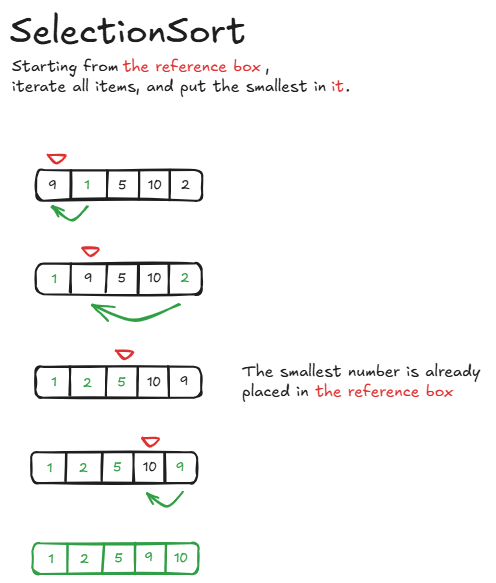 SelectionSort
Starting from the reference box ,
iterate all items, and put the smallest in it.
9 1 5 10 2
1 9 5 10 2
1 2 5 10 9
The smallest number is already
placed in the reference box
1 2 5 10 9
1 2 5 9 10